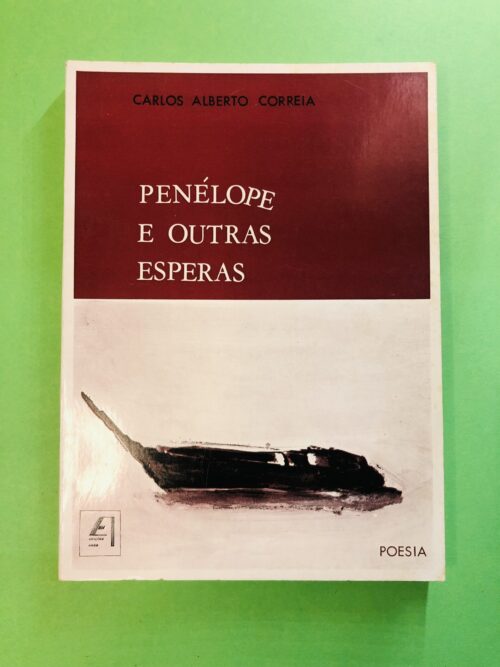 CARLOS ALBERTO CORREIA
PENÉLOPE
E OUTRAS
ESPERAS
POESIA